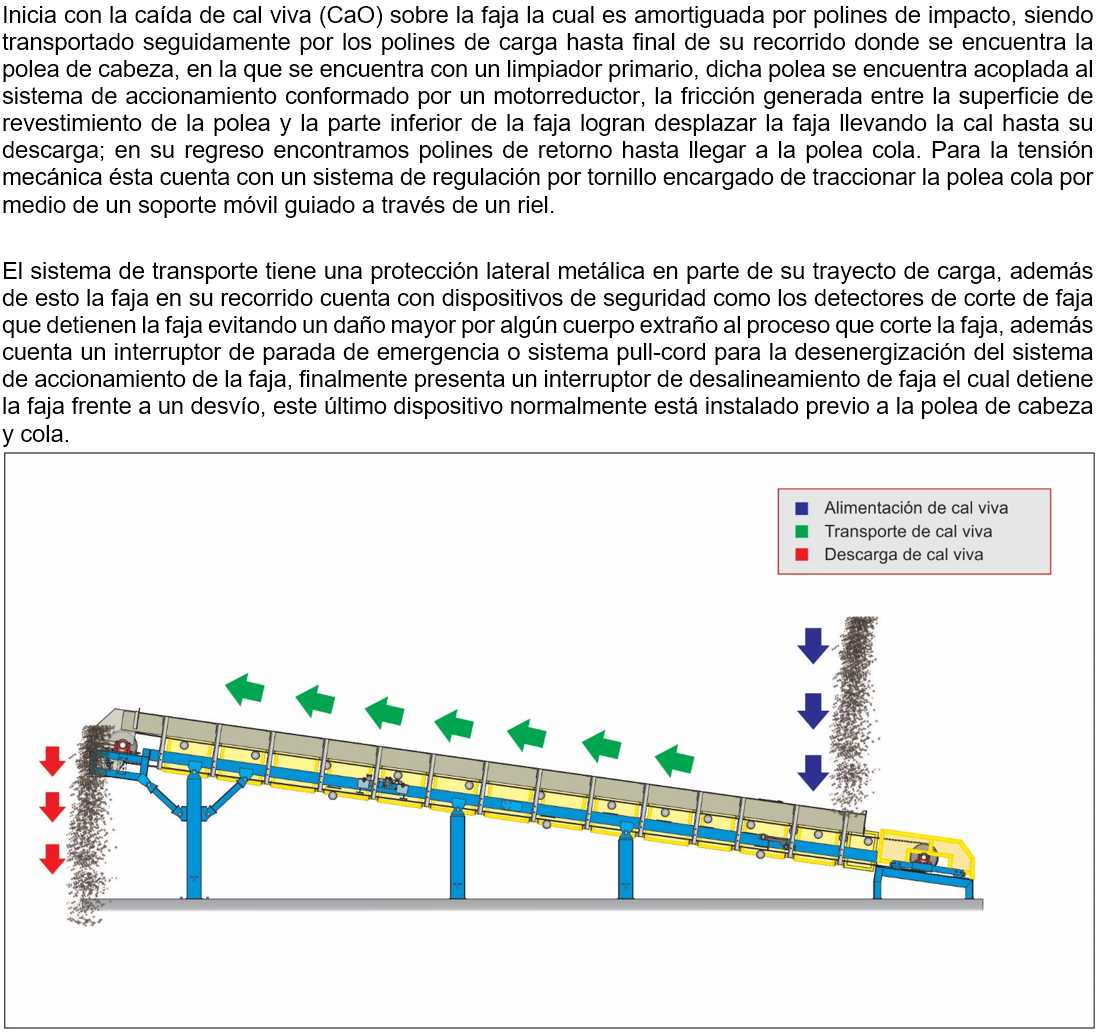 Inicia con la caída de cal viva (CaO) sobre la faja la cual es amortiguada por polines de impacto, siendo
transportado seguidamente por los polines de carga hasta final de su recorrido donde se encuentra la
polea de cabeza, en la que se encuentra con un limpiador primario, dicha polea se encuentra acoplada al
sistema de accionamiento conformado por un motorreductor, la fricción generada entre la superficie de
revestimiento de la polea y la parte inferior de la faja logran desplazar la faja llevando la cal hasta su
descarga; en su regreso encontramos polines de retorno hasta llegar a la polea cola. Para la tensión
mecánica ésta cuenta con un sistema de regulación por tornillo encargado de traccionar la polea cola por
medio de un soporte móvil guiado a través de un riel.
El sistema de transporte tiene una protección lateral metálica en parte de su trayecto de carga, además
de esto la faja en su recorrido cuenta con dispositivos de seguridad como los detectores de corte de faja
que detienen la faja evitando un daño mayor por algún cuerpo extraño al proceso que corte la faja, además
cuenta un interruptor de parada de emergencia o sistema pull-cord para la desenergización del sistema
de accionamiento de la faja, finalmente presenta un interruptor de desalineamiento de faja el cual detiene
la faja frente a un desvío, este último dispositivo normalmente está instalado previo a la polea de cabeza
y cola.
Alimentación de cal viva
Transporte de cal viva
Descarga de cal viva